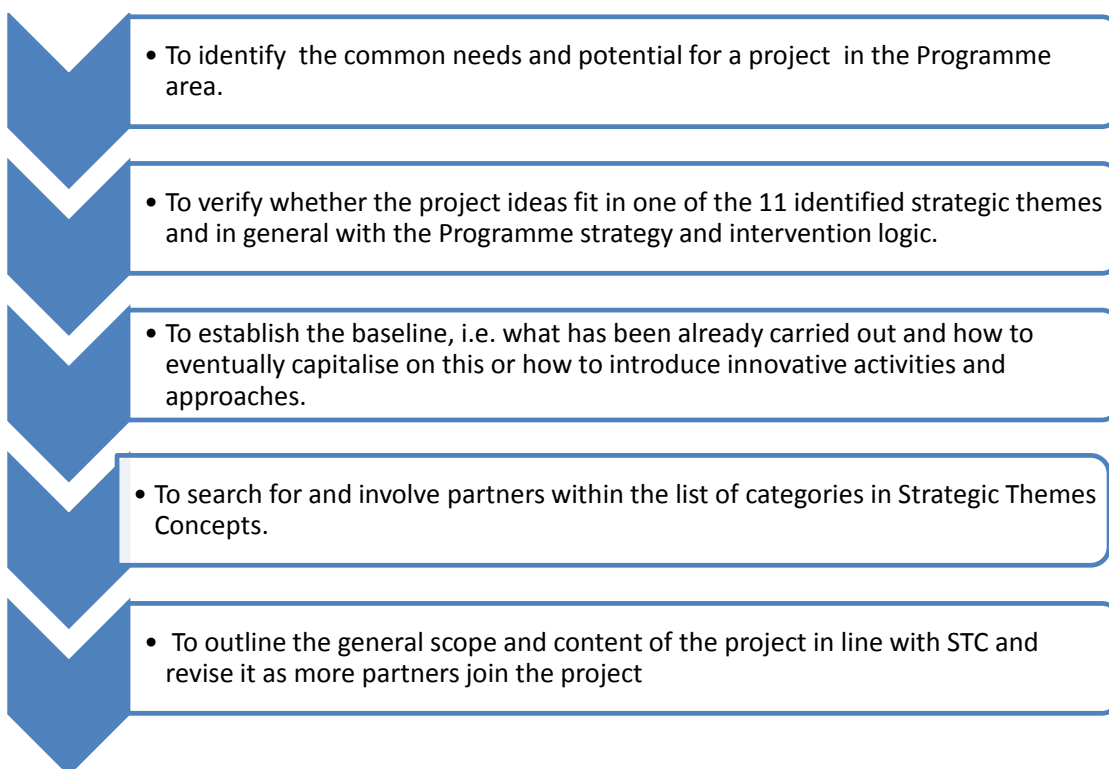 • To identify the common needs and potential for a project in the Programme
area.
• To verify whether the project ideas fit in one of the 11 identified strategic themes
and in general with the Programme strategy and intervention logic.
• To establish the baseline, i.e. what has been already carried out and how to
eventually capitalise on this or how to introduce innovative activities and
approaches.
• To search for and involve partners within the list of categories in Strategic Themes
Concepts.
• To outline the general scope and content of the project in line with STC and
revise it as more partners join the project